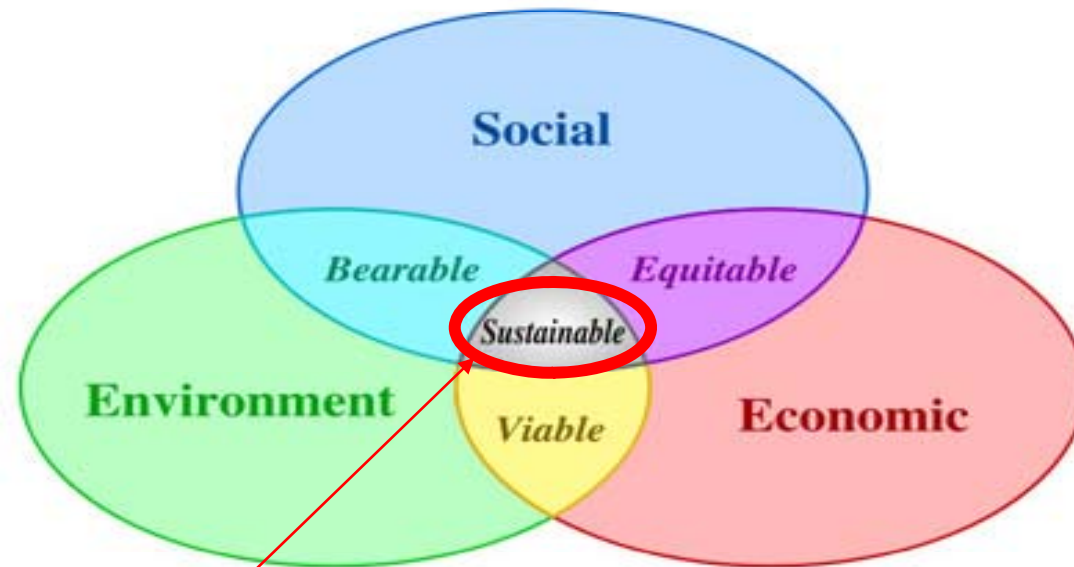 Social
Bearable
Equitable
Sustainable
Environment
Viable
Economic